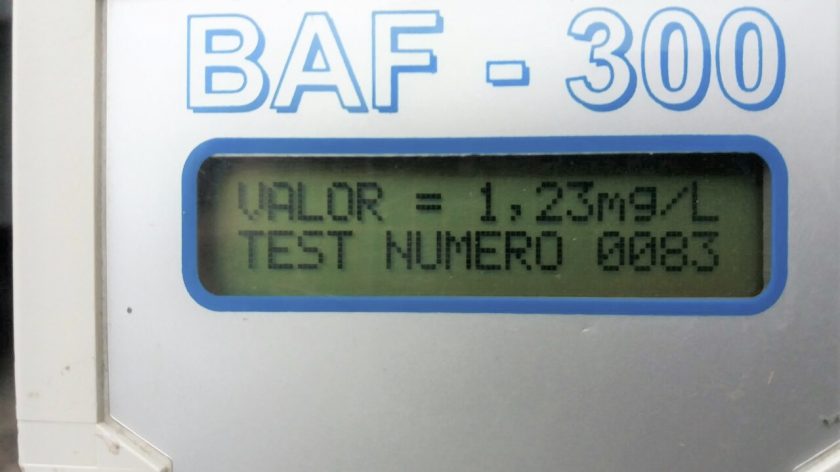 BAF - 300
VALOR = 1,23mg/L
TEST NUMERO 0083